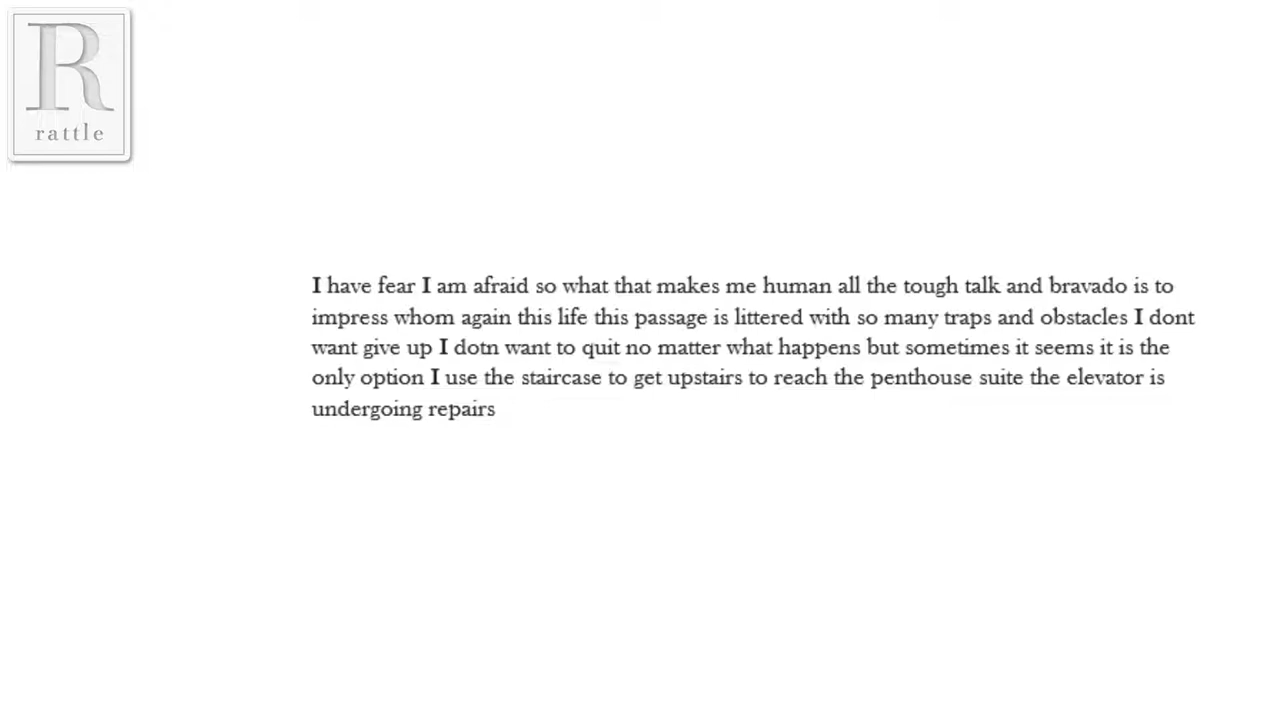 R
rattle
I have fear I am afraid so what that makes me human all the tough talk and bravado is to
impress whom again this life this passage is littered with so many traps and obstacles I dont
want give up I dotn want to quit no matter what happens but sometimes it seems it is the
only option I use the staircase to get upstairs to reach the penthouse suite the elevator is
undergoing repairs